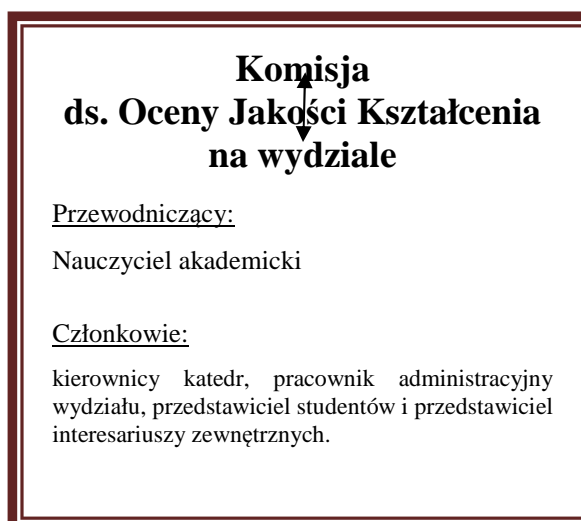 Komisja
ds. Oceny Jakości Kształcenia
na wydziale
Przewodniczący:
Nauczyciel akademicki
Członkowie:
kierownicy katedr, pracownik administracyjny
wydziału, przedstawiciel studentów i przedstawiciel
interesariuszy zewnętrznych.